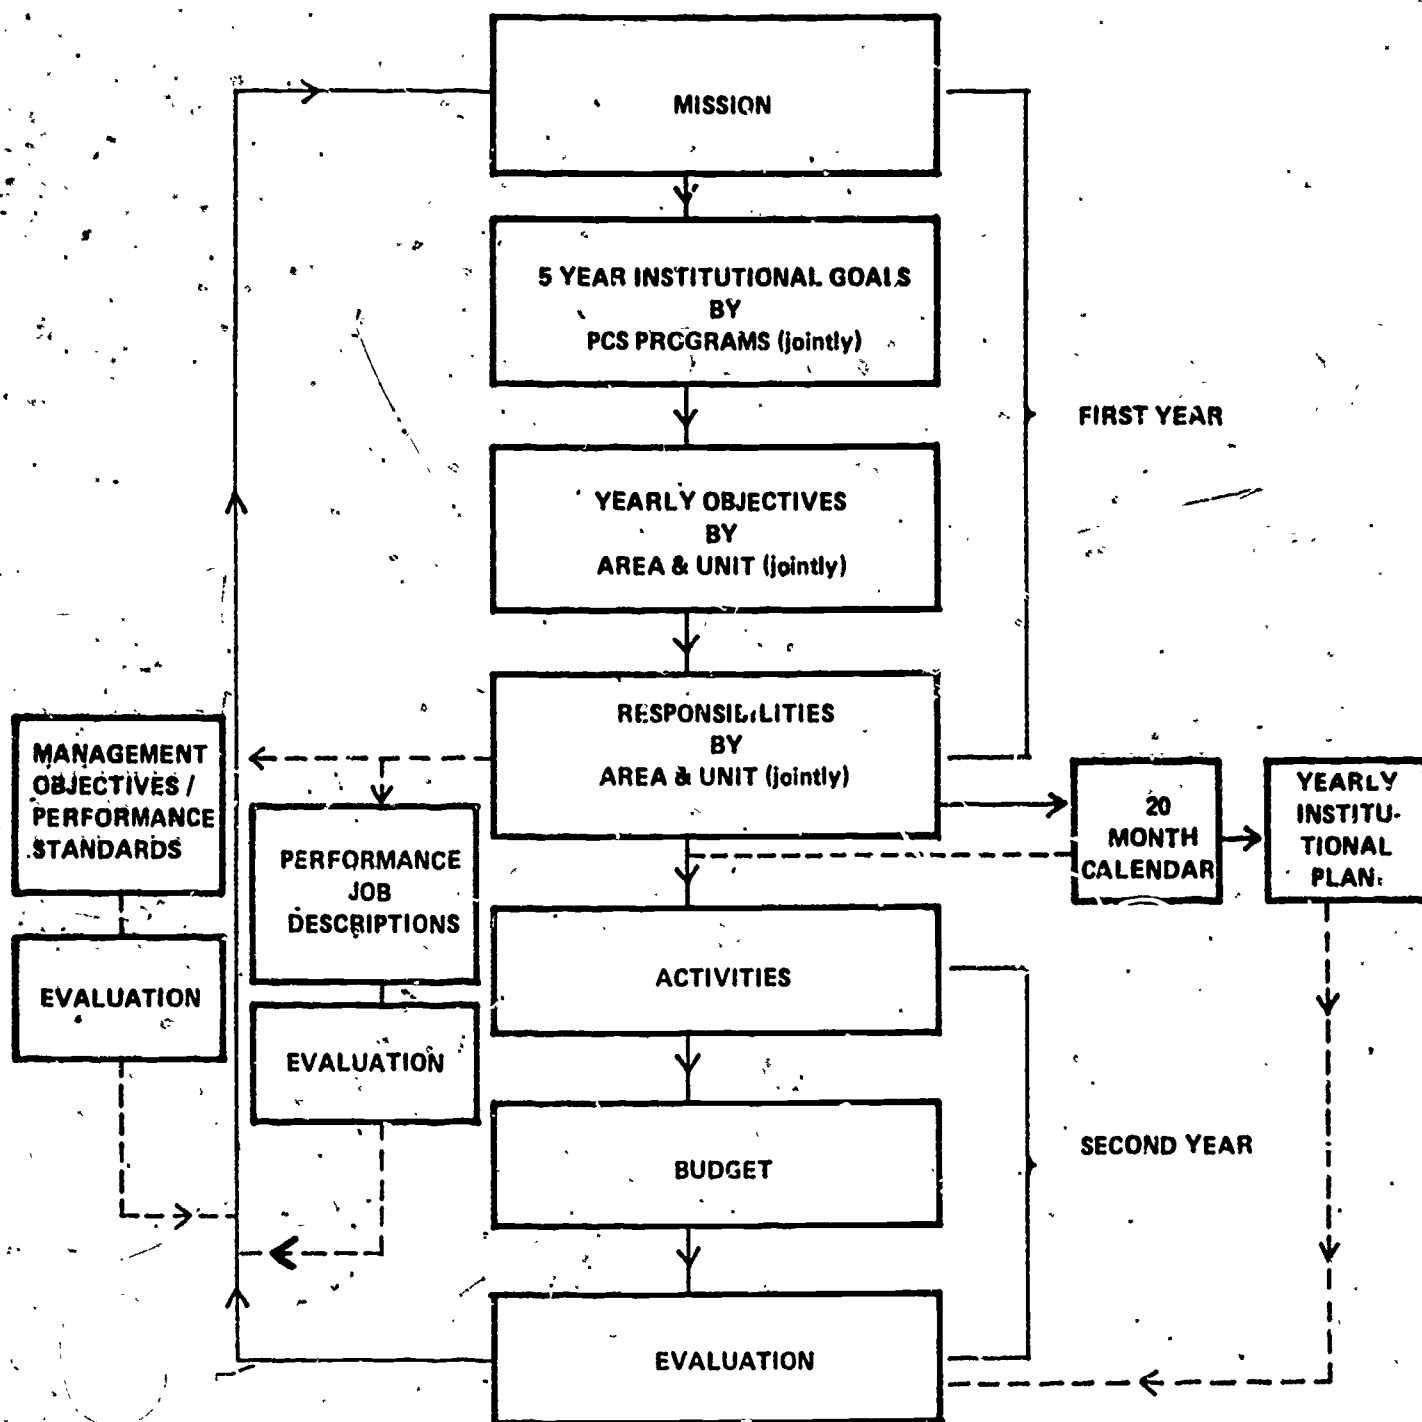 MISSION
5 YEAR INSTITUTIONAL GOALS
BY
PCS PROGRAMS (jointly)
FIRST YEAR
YEARLY OBJECTIVES
BY
AREA & UNIT (jointly)
RESPONSIBILITIES
BY
AREA & UNIT (jointly)
MANAGEMENT
OBJECTIVES /
PERFORMANCE
STANDARDS
PERFORMANCE
JOB
DESCRIPTIONS
20
MONTH
CALENDAR
YEARLY
INSTITU-
TIONAL
PLAN
EVALUATION
ACTIVITIES
EVALUATION
BUDGET
SECOND YEAR
EVALUATION